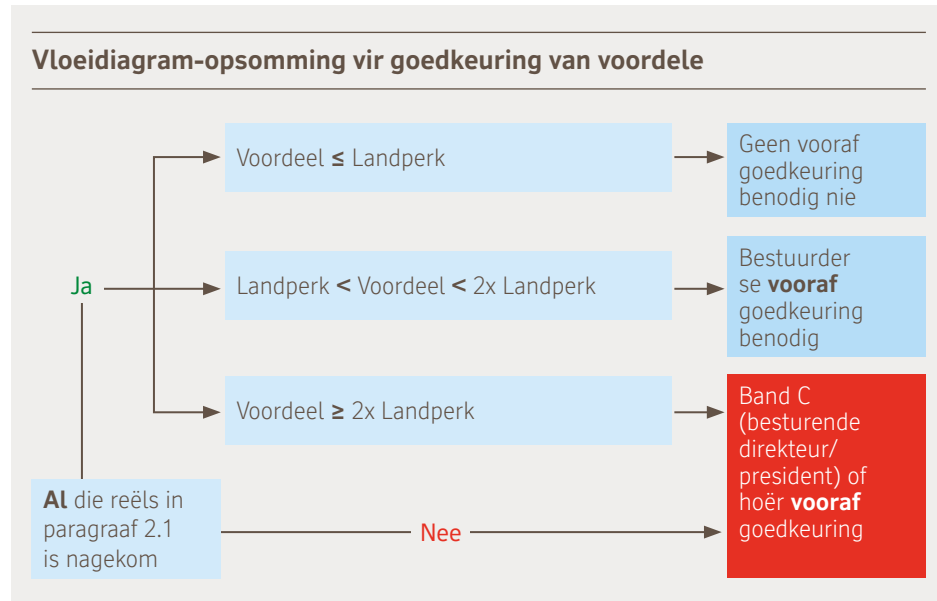 Vloeidiagram-opsomming vir goedkeuring van voordele
Voordeel ≤ Landperk
Geen vooraf
goedkeuring
benodig nie
Ja
Landperk < Voordeel < 2x Landperk
Bestuurder
se vooraf
goedkeuring
benodig
Voordeel ≥ 2x Landperk
Band C
(besturende
direkteur/
president) of
hoër vooraf
goedkeuring
Al die reëls in
paragraaf 2.1
is nagekom
Nee